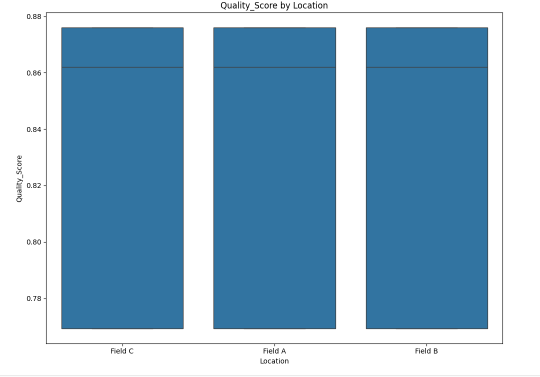 Quality_Score by Location
0.88
0.86
0.84
0.82
0.80
0.78
Quality_Score
Field C
Field A
Field B
Location